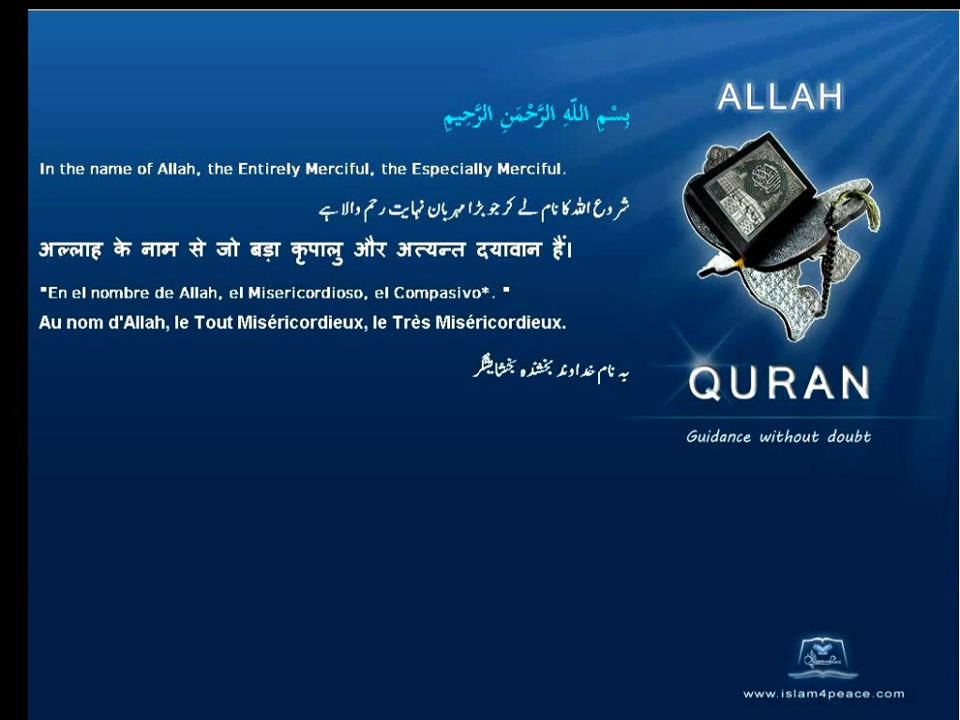 بِسْمِ اللّهِ الرَّحْمَنِ الرَّحِيمِ
In the name of Allah, the Entirely Merciful, the Especially Merciful.
شروع اللہ کا نام لے کر جو بڑا مہربان نہایت رحم والا ہے
अल्लाह के नाम से जो बड़ा कृपालु और अत्यन्त दयावान हैं।
"En el nombre de Allah, el Misericordioso, el Compasivo*. "
Au nom d'Allah, le Tout Miséricordieux, le Très Miséricordieux.
به نام خداوند بخشنده بخشایشگر
ALLAH
QURAN
Guidance without doubt
www.islam4peace.com